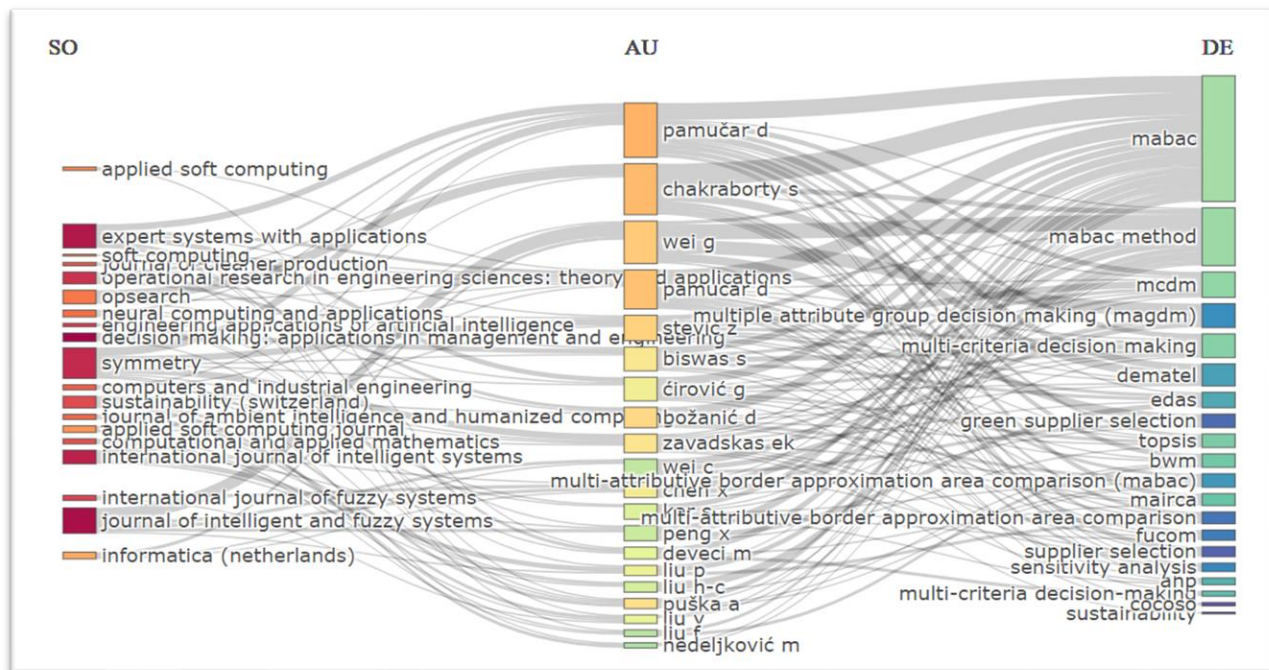 SO
AU
DE
applied soft computing
expert systems with applications
soft computing
journal of cleaner production
operational research in engineering sciences: theory and applications
opsearch
neural computing and applications
engineering applications of artificial intelligence
decision making: applications in management and engineering
symmetry
computers and industrial engineering
sustainability (switzerland)
journal of ambient intelligence and humanized
applied soft computing journal
computational and applied mathematics
international journal of intelligent systems
international journal of fuzzy systems
journal of intelligent and fuzzy systems
informatica (netherlands)
pamučar d
chakraborty s
wei g
pamucar d
stevic z
biswas s
ćirović g
božanić d
zavadskas ek
wei c
chen x
peng x
deveci m
liu p
liu h-c
puška a
liu y
liu f
nedeljković m
mabac
mabac method
mcdm
multiple attribute group decision making (magdm)
multi-criteria decision making
dematel
edas
green supplier selection
topsis
bwm
multi-attributive border approximation area comparison (mabac)
mairca
multi-attributive border approximation area comparison
fucom
supplier selection
sensitivity analysis
ahp
multi-criteria decision-making
cocoso
sustainability